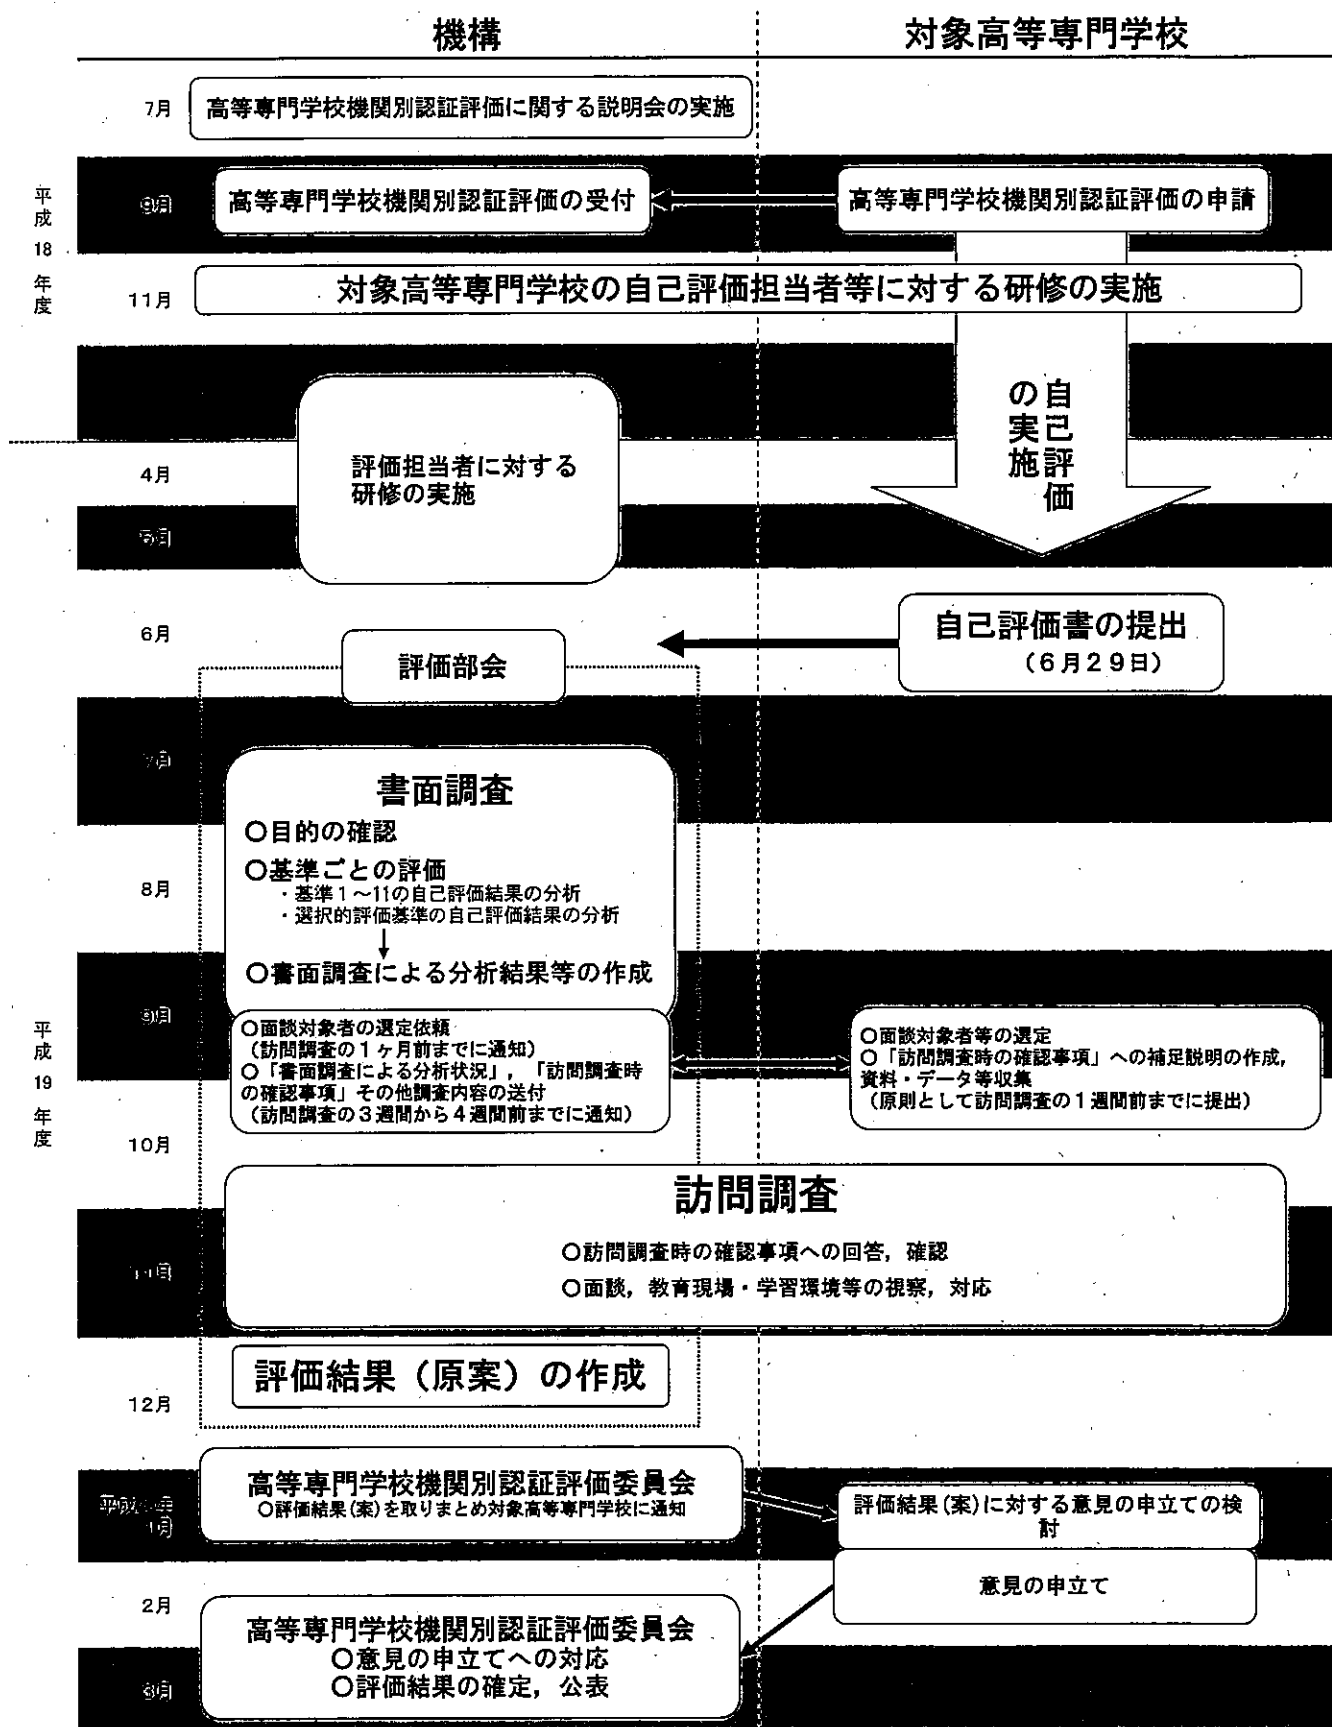 機構
対象高等専門学校
平成18年度
7月
高等専門学校機関別認証評価に関する説明会の実施
9月
高等専門学校機関別認証評価の受付
高等専門学校機関別認証評価の申請
11月
対象高等専門学校の自己評価担当者等に対する研修の実施
自己評価
の実施
評価担当者に対する
研修の実施
4月
5月
6月
自己評価書の提出
(6月29日)
評価部会
平成19年度
7月
書面調査
○目的の確認
○基準ごとの評価
・基準1~11の自己評価結果の分析
・選択的評価基準の自己評価結果の分析
8月
○書面調査による分析結果等の作成
9月
○面談対象者の選定依頼
(訪問調査の1ヶ月前までに通知)
○「書面調査による分析状況」,「訪問調査時
の確認事項」その他調査内容の送付
(訪問調査の3週間から4週間前までに通知)
○面談対象者等の選定
○「訪問調査時の確認事項」への補足説明の作成,
資料・データ等収集
(原則として訪問調査の1週間前までに提出)
10月
訪問調査
○訪問調査時の確認事項への回答,確認
○面談,教育現場・学習環境等の視察,対応
11月
評価結果(原案)の作成
12月
高等専門学校機関別認証評価委員会
○評価結果(案)を取りまとめ対象高等専門学校に通知
平成 年
1月
評価結果(案)に対する意見の申立ての検
討
意見の申立て
2月
高等専門学校機関別認証評価委員会
○意見の申立てへの対応
○評価結果の確定,公表
3月